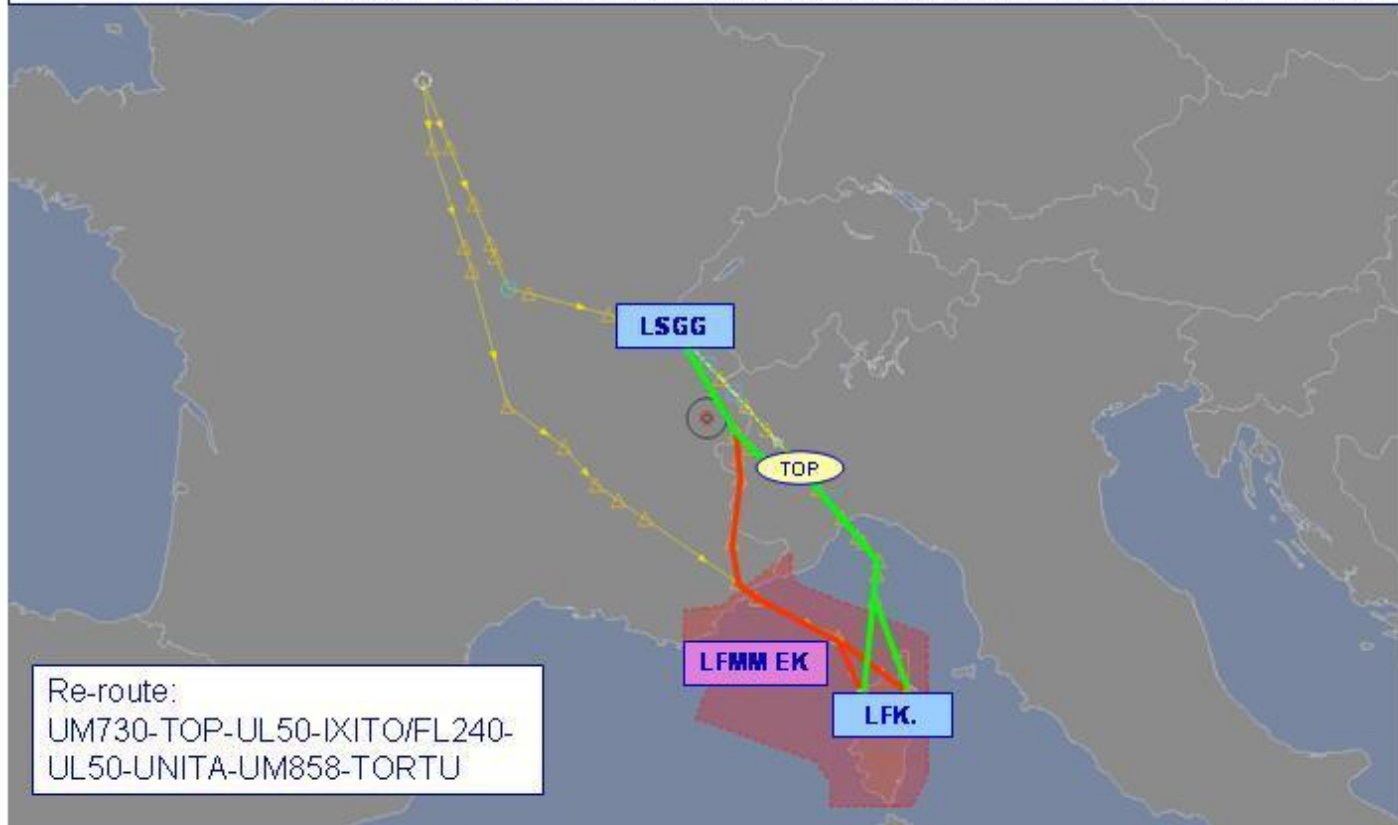 LSGG
TOP
LFMM EK
LFK.
Re-route:
UM730-TOP-UL50-IXITO/FL240-
UL50-UNITA-UM858-TORTU